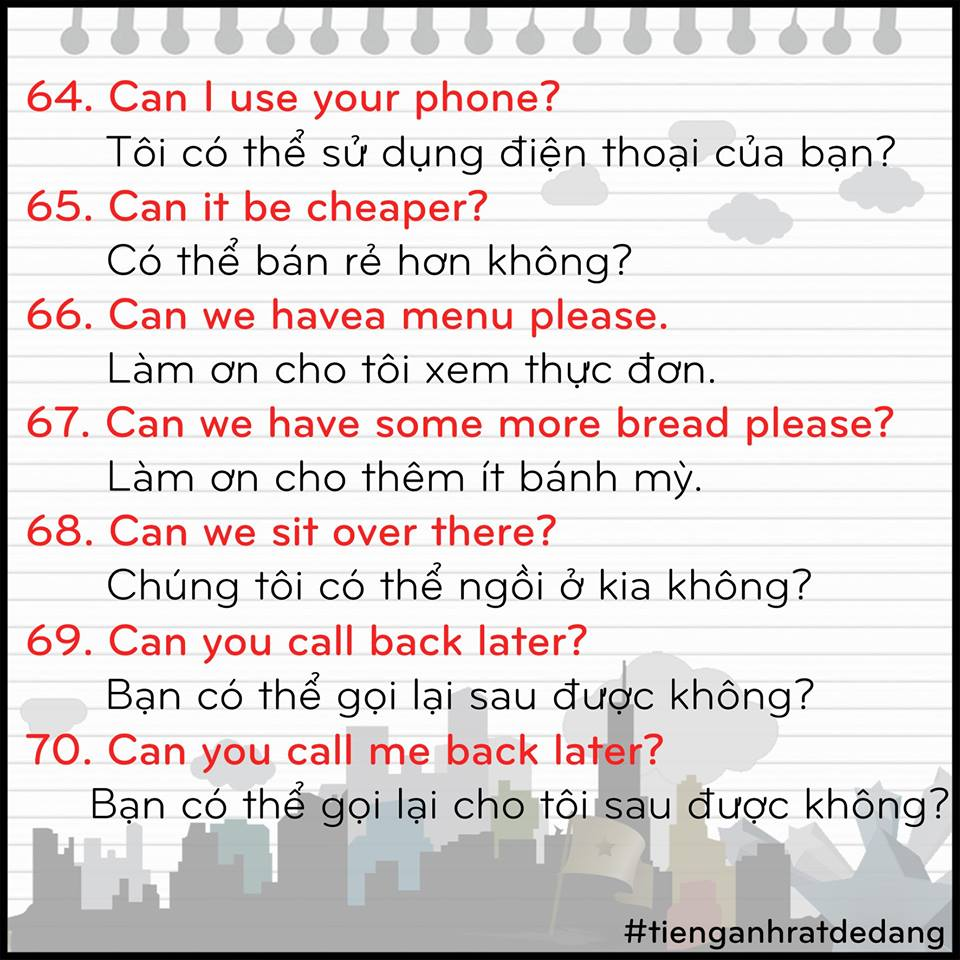 64. Can I use your phone?
Tôi có thể sử dụng điện thoại của bạn?
65. Can it be cheaper?
Có thể bán rẻ hơn không?
66. Can we havea menu please.
Làm ơn cho tôi xem thực đơn.
67. Can we have some more bread please?
Làm ơn cho thêm ít bánh mỳ.
68. Can we sit over there?
Chúng tôi có thể ngồi ở kia không?
69. Can you call back later?
Bạn có thể gọi lại sau được không?
70. Can you call me back later?
Bạn có thể gọi lại cho tôi sau được không?
#tienganhratdedang